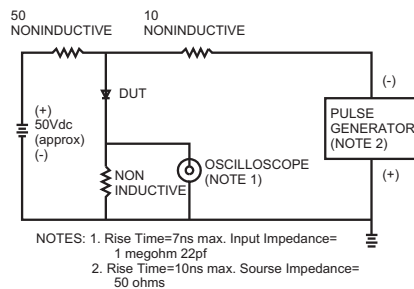 50
NONINDUCTIVE
10
NONINDUCTIVE
(+)
50Vdc
(approx)
(-)
DUT
NON
INDUCTIVE
OSCILLOSCOPE
(NOTE 1)
(-)
PULSE
GENERATOR
(NOTE 2)
(+)
NOTES: 1. Rise Time=7ns max. Input Impedance=
1 megohm 22pf
2. Rise Time=10ns max. Sourse Impedance=
50 ohms